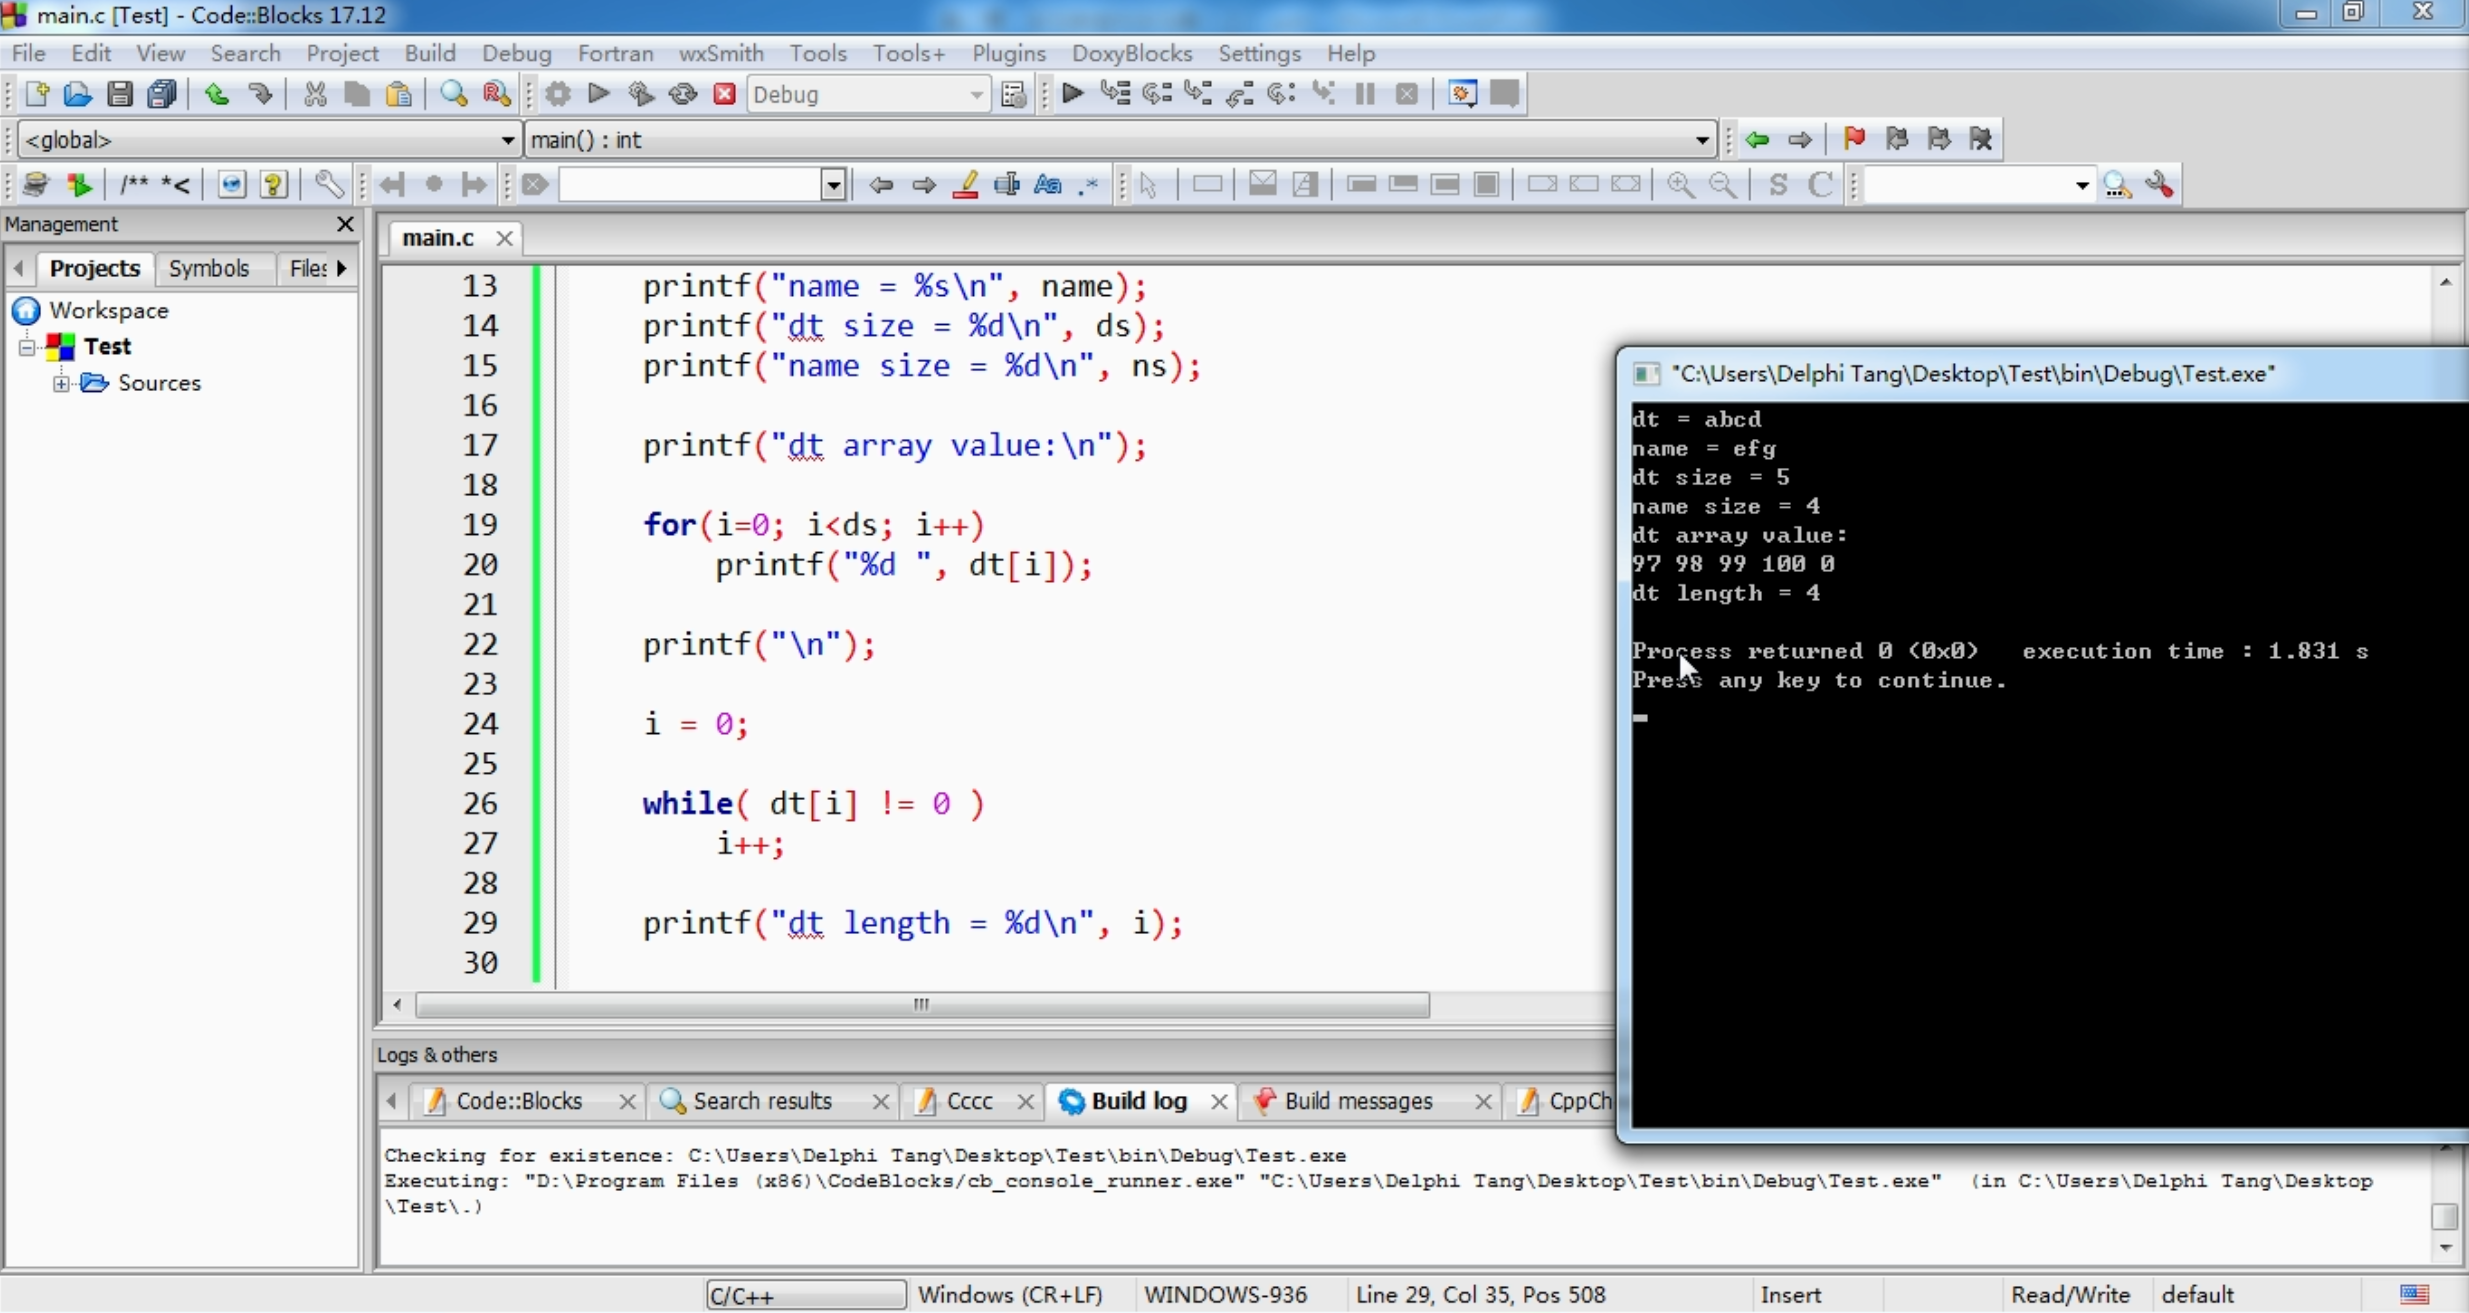 main.c [Test] - Code::Blocks 17.12
File Edit View Search Project Build Debug Fortran wxSmith Tools Tools+ Plugins DoxyBlocks Settings Help
Debug
<global> main() : int
/** *<
S C
Management
main.c
Projects Symbols Files
Workspace
Test
Sources
13 printf("name = %s\n", name);
14 printf("dt size = %d\n", ds);
15 printf("name size = %d\n", ns);
16
17 printf("dt array value:\n");
18
19 for(i=0; i<ds; i++)
20 printf("%d ", dt[i]);
21
22 printf("\n");
23
24 i = 0;
25
26 while( dt[i] != 0 )
27 i++;
28
29 printf("dt length = %d\n", i);
30
"C:\Users\Delphi Tang\Desktop\Test\bin\Debug\Test.exe"
dt = abcd
name = efg
dt size = 5
name size = 4
dt array value:
97 98 99 100 0
dt length = 4
Process returned 0 (0x0) execution time : 1.831 s
Press any key to continue.
Logs & others
Code::Blocks Search results Cccc Build log Build messages CppCh
Checking for existence: C:\Users\Delphi Tang\Desktop\Test\bin\Debug\Test.exe
Executing: "D:\Program Files (x86)\CodeBlocks/cb_console_runner.exe" "C:\Users\Delphi Tang\Desktop\Test\bin\Debug\Test.exe" (in C:\Users\Delphi Tang\Desktop
\Test\.)
C/C++ Windows (CR+LF) WINDOWS-936 Line 29, Col 35, Pos 508 Insert Read/Write default